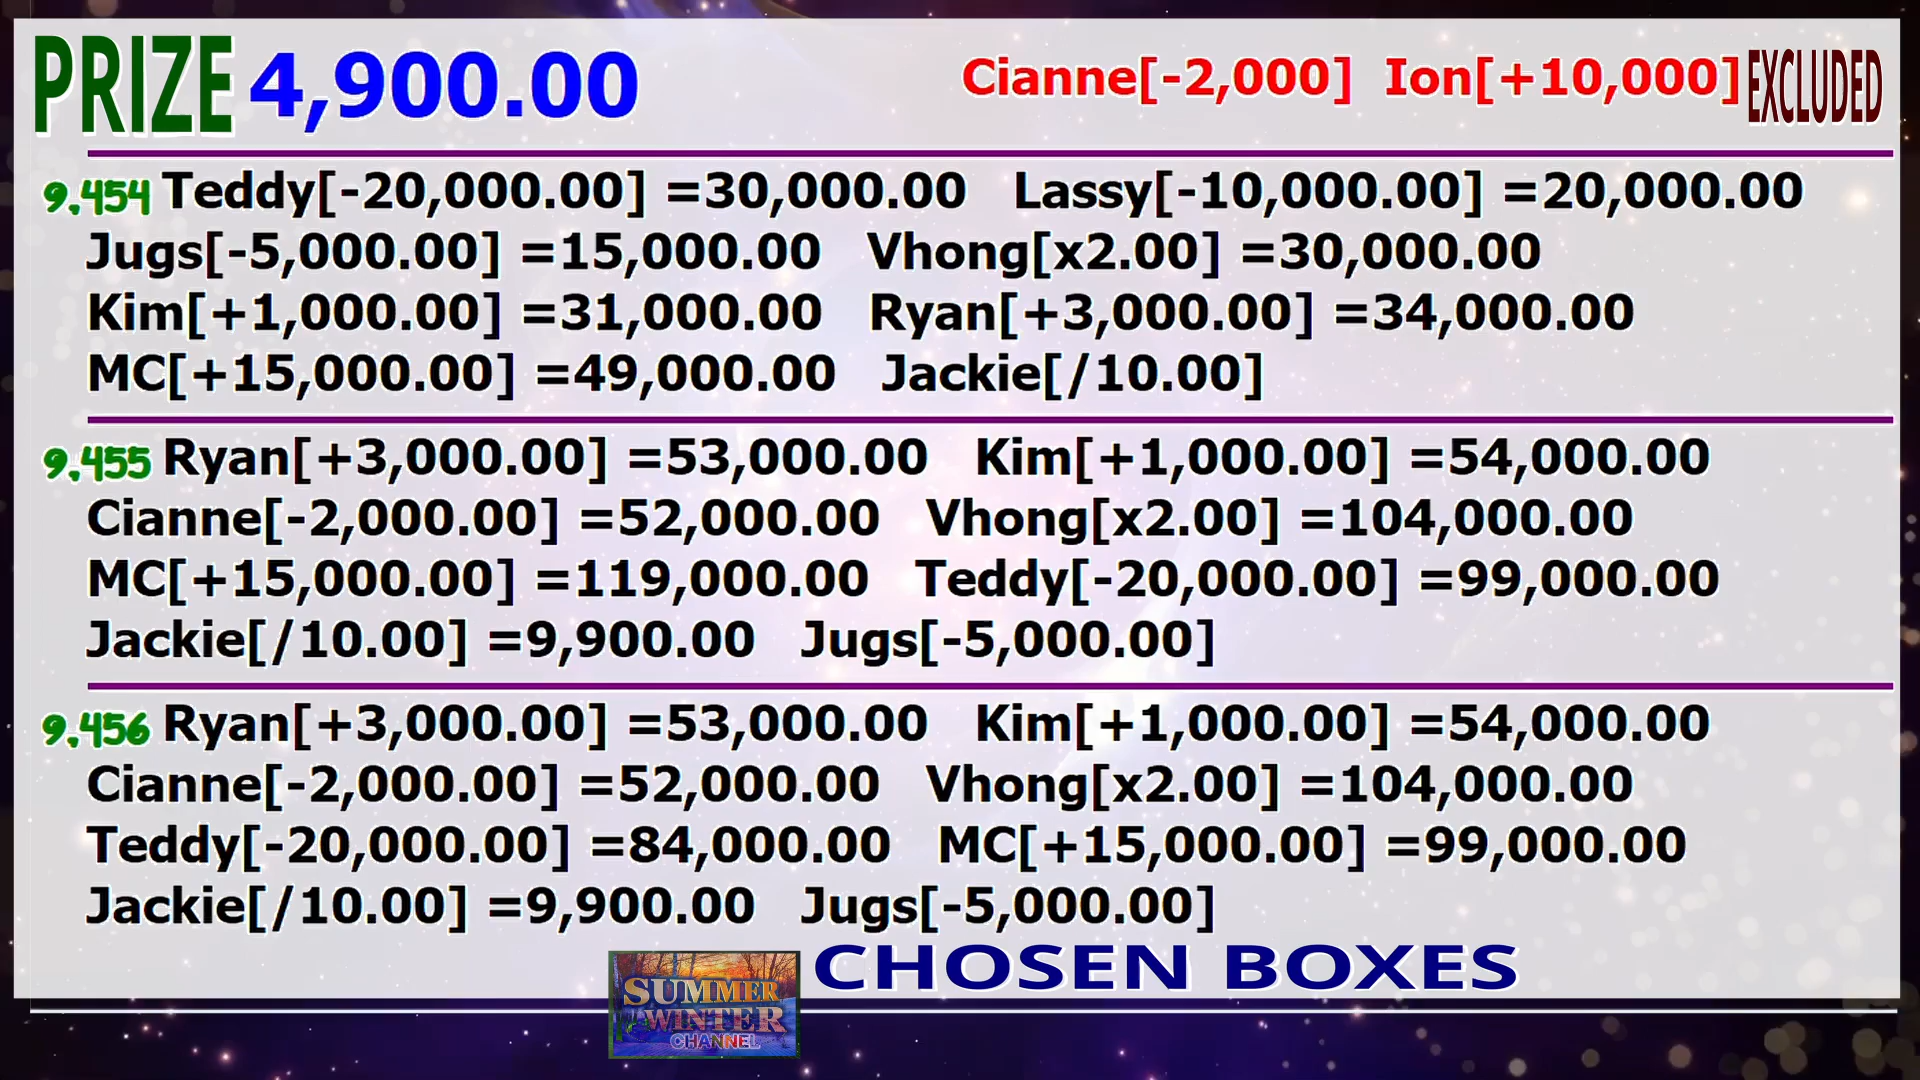 PRIZE 4,900.00 Cianne[-2,000] Ion[+10,000] EXCLUDED
9,454 Teddy[-20,000.00] =30,000.00 Lassy[-10,000.00] =20,000.00
Jugs[-5,000.00] =15,000.00 Vhong[x2.00] =30,000.00
Kim[+1,000.00] =31,000.00 Ryan[+3,000.00] =34,000.00
MC[+15,000.00] =49,000.00 Jackie[/10.00]
9,455 Ryan[+3,000.00] =53,000.00 Kim[+1,000.00] =54,000.00
Cianne[-2,000.00] =52,000.00 Vhong[x2.00] =104,000.00
MC[+15,000.00] =119,000.00 Teddy[-20,000.00] =99,000.00
Jackie[/10.00] =9,900.00 Jugs[-5,000.00]
9,456 Ryan[+3,000.00] =53,000.00 Kim[+1,000.00] =54,000.00
Cianne[-2,000.00] =52,000.00 Vhong[x2.00] =104,000.00
Teddy[-20,000.00] =84,000.00 MC[+15,000.00] =99,000.00
Jackie[/10.00] =9,900.00 Jugs[-5,000.00]
CHOSEN BOXES
SUMMER
WINTER
CHANNEL